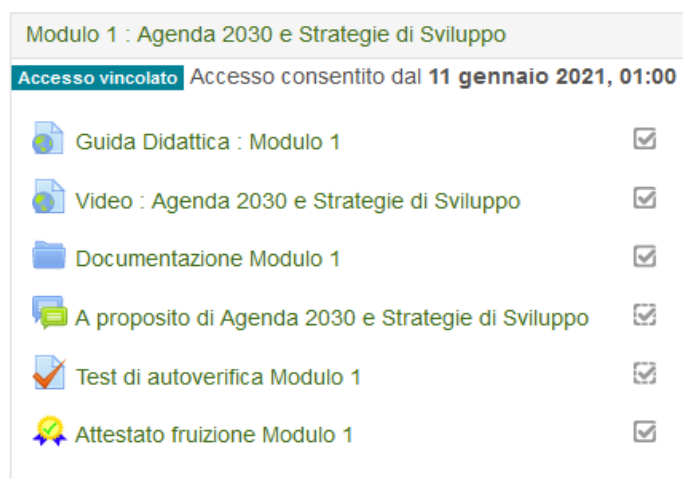 Modulo 1 : Agenda 2030 e Strategie di Sviluppo
Accesso vincolato Accesso consentito dal 11 gennaio 2021, 01:00
Guida Didattica : Modulo 1
Video : Agenda 2030 e Strategie di Sviluppo
Documentazione Modulo 1
A proposito di Agenda 2030 e Strategie di Sviluppo
Test di autoverifica Modulo 1
Attestato fruizione Modulo 1